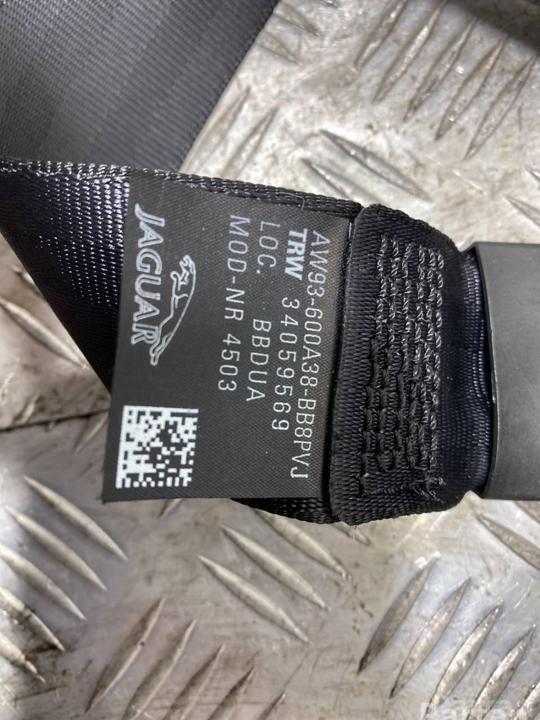 AW93-600A38-BB8PVJ
TRW 34059569
LOC. BBDUA
MOD-NR 4503
JAGUAR